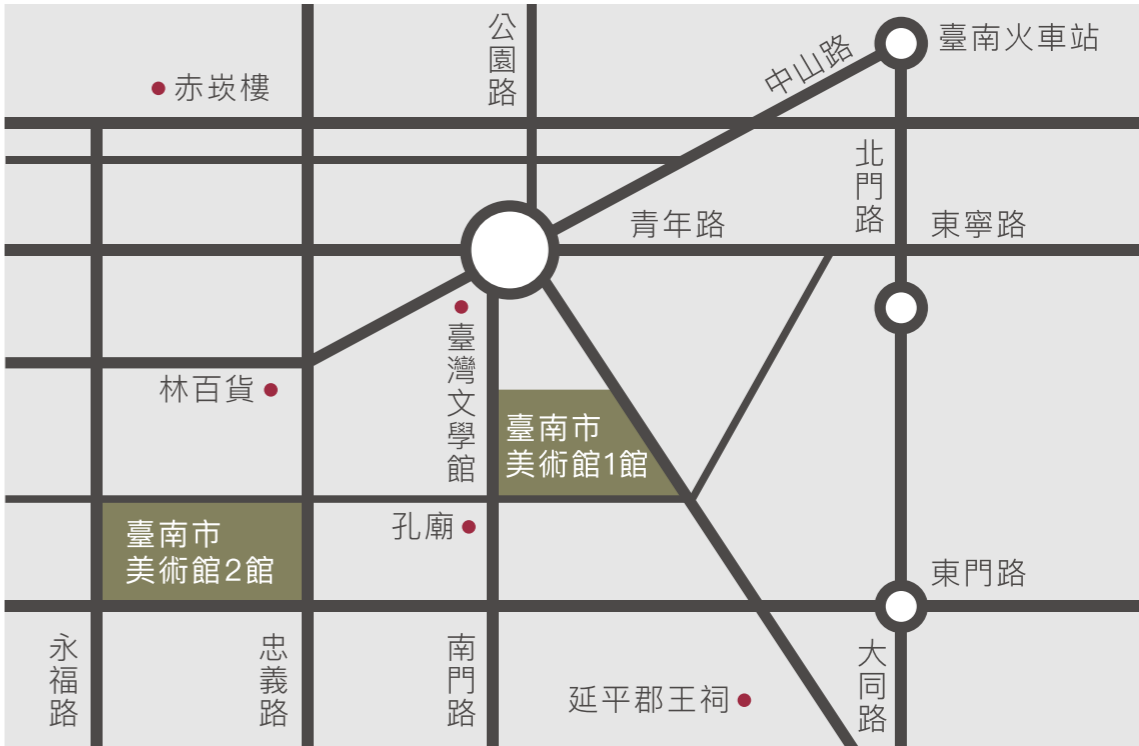 公園路
臺南火車站
中山路
赤崁樓
北門路
青年路
東寧路
臺灣文學館
林百貨
臺南市
美術館1館
孔廟
臺南市
美術館2館
東門路
永福路
忠義路
南門路
大同路
延平郡王祠